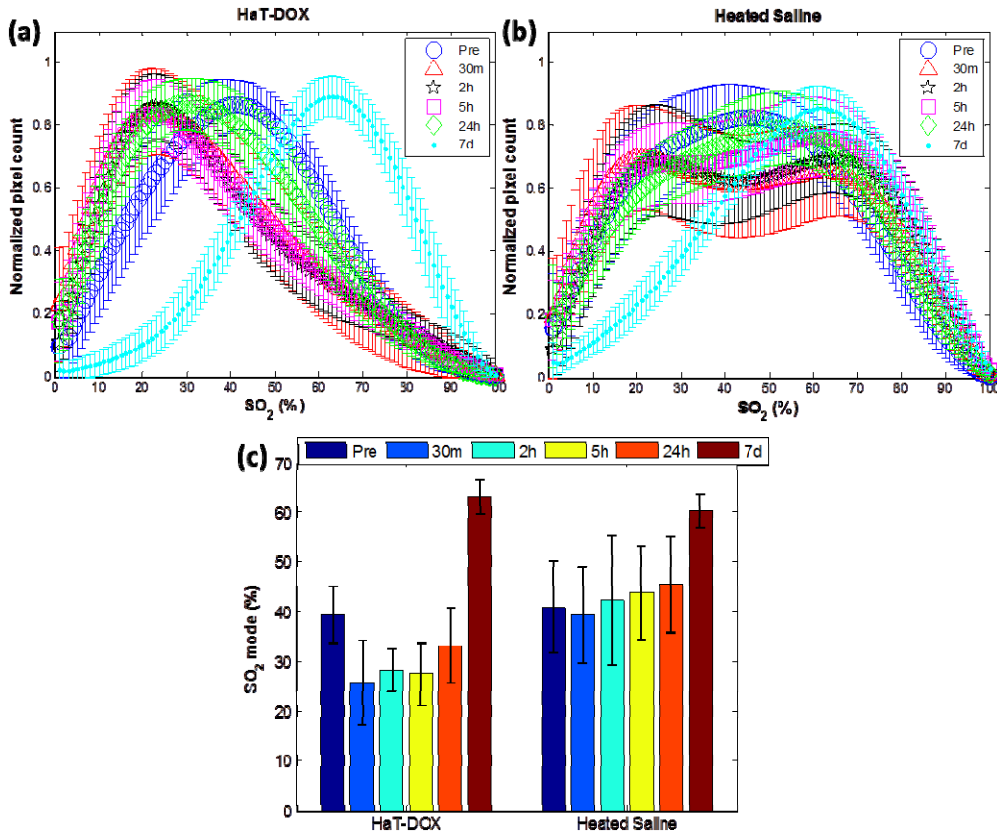 HaT-DOX
(a)
Pre
30m
2h
5h
24h
7d
1
0.8
0.6
0.4
0.2
0
Normalized pixel count
0 10 20 30 40 50 60 70
SO2 (%)
Heated Saline
(b)
Pre
30m
2h
5h
24h
7d
1
0.8
0.6
0.4
0.2
0
Normalized pixel count
0 10 20 30 40 50 60 70 80 90 100
SO2 (%)
(c)
Pre 30m 2h 5h 24h 7d
70
60
50
40
30
20
10
0
SO2 mode (%)
HaT-DOX Heated Saline